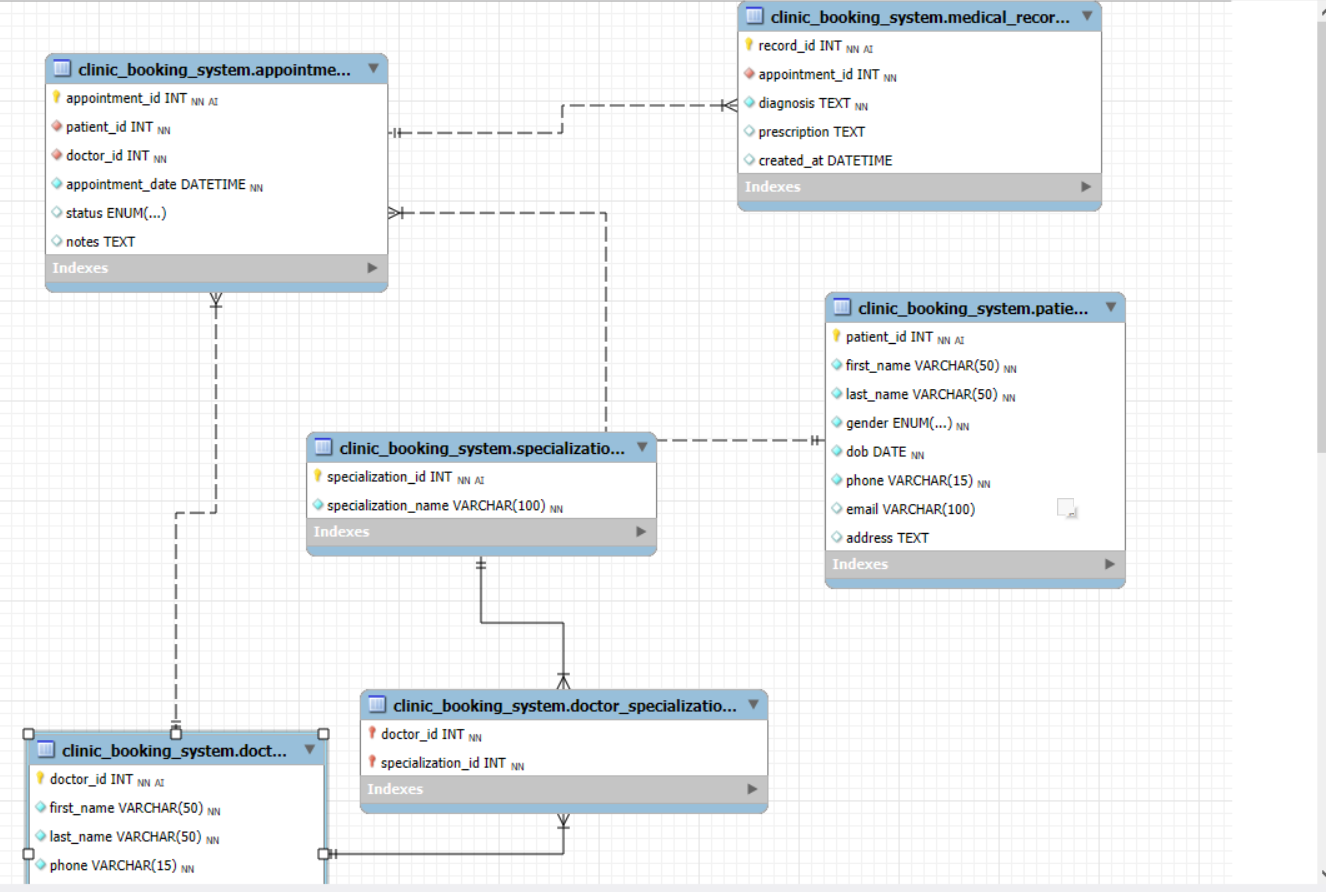 clinic_booking_system.medical_recor...
record_id INT NN AI
appointment_id INT NN
diagnosis TEXT NN
prescription TEXT
created_at DATETIME
Indexes
clinic_booking_system.appointme...
appointment_id INT NN AI
patient_id INT NN
doctor_id INT NN
appointment_date DATETIME NN
status ENUM(...)
notes TEXT
Indexes
clinic_booking_system.patie...
patient_id INT NN AI
first_name VARCHAR(50) NN
last_name VARCHAR(50) NN
gender ENUM(...) NN
dob DATE NN
phone VARCHAR(15) NN
email VARCHAR(100)
address TEXT
Indexes
clinic_booking_system.specializatio...
specialization_id INT NN AI
specialization_name VARCHAR(100) NN
Indexes
clinic_booking_system.doctor_specializatio...
doctor_id INT NN
specialization_id INT NN
Indexes
clinic_booking_system.doct...
doctor_id INT NN AI
first_name VARCHAR(50) NN
last_name VARCHAR(50) NN
phone VARCHAR(15) NN